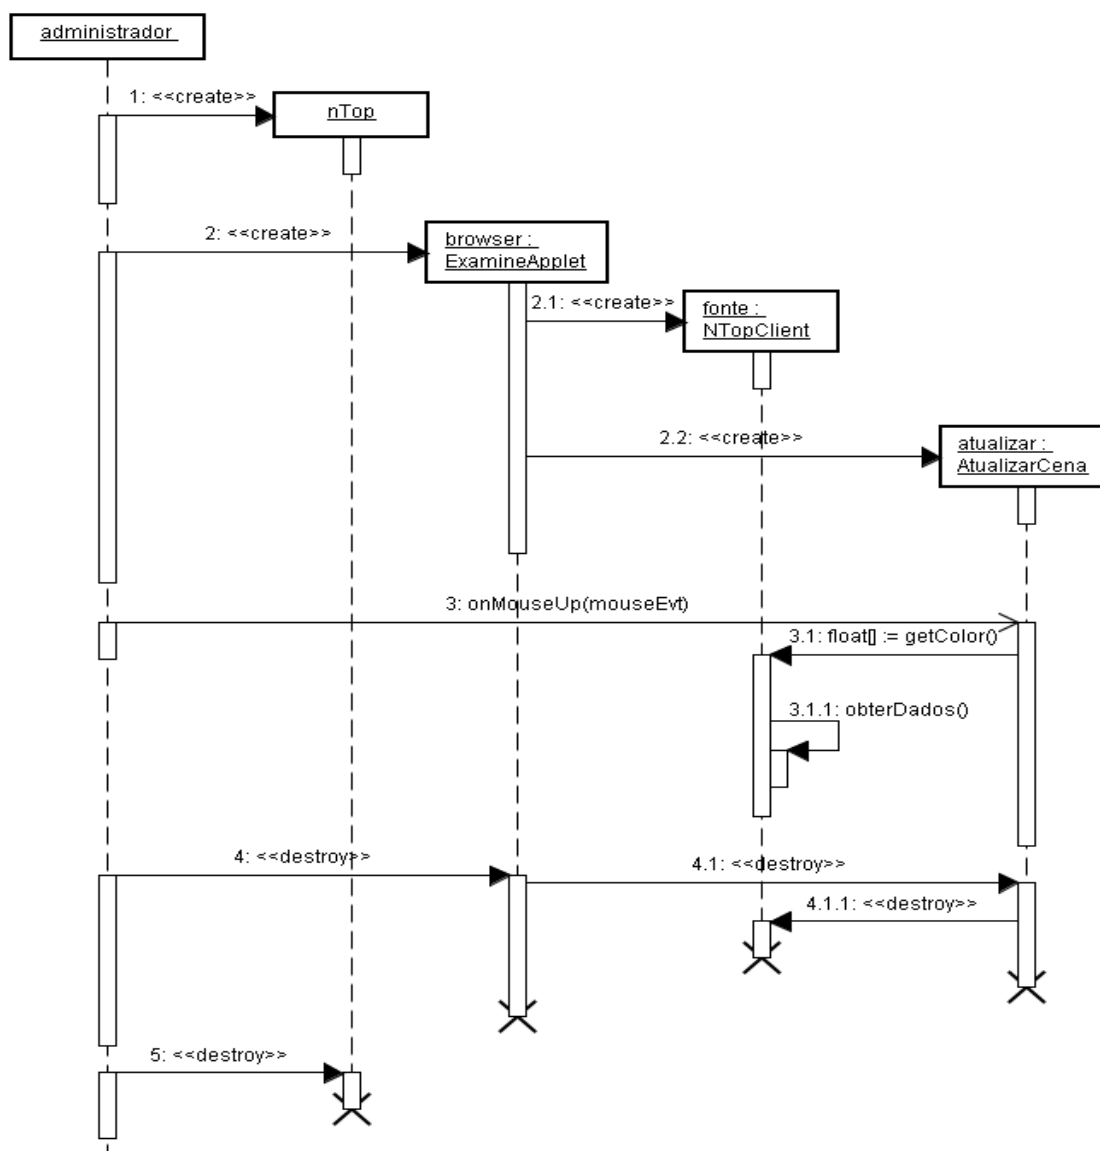 administrador
1: <<create>>
nTop
2: <<create>>
browser :
ExamineApplet
2.1: <<create>>
fonte :
NTopClient
2.2: <<create>>
atualizar :
AtualizarCena
3: onMouseUp(mouseEvt)
3.1: float[] := getColor()
3.1.1: obterDados()
4: <<destroy>>
4.1: <<destroy>>
4.1.1: <<destroy>>
5: <<destroy>>